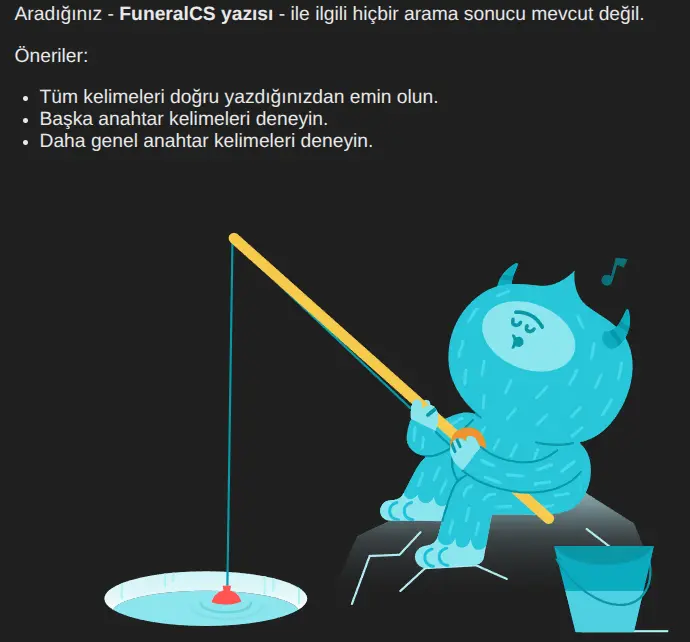 Aradığınız - FuneralCS yazısı - ile ilgili hiçbir arama sonucu mevcut değil.
Öneriler:
Tüm kelimeleri doğru yazdığınızdan emin olun.
Başka anahtar kelimeleri deneyin.
Daha genel anahtar kelimeleri deneyin.